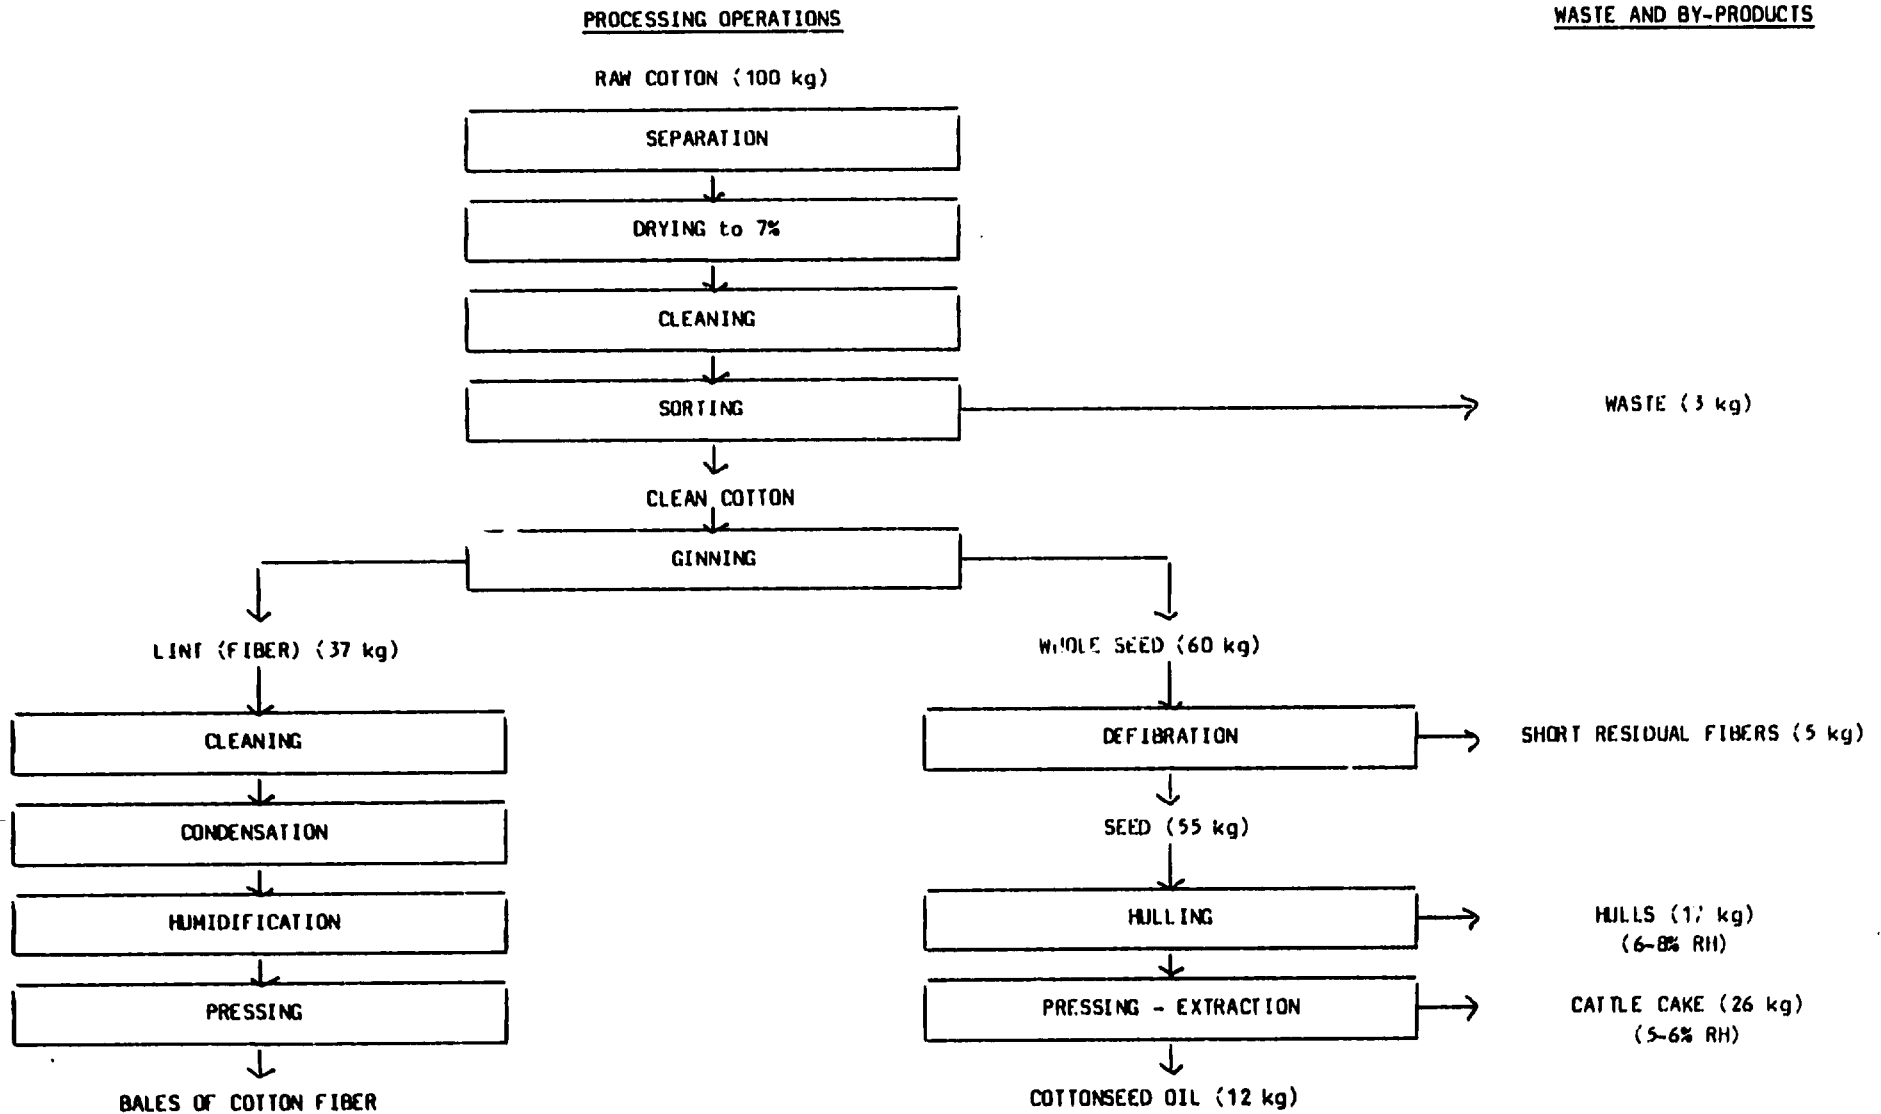 PROCESSING OPERATIONS
WASTE AND BY-PRODUCTS
RAW COTTON (100 kg)
SEPARATION
DRYING to 7%
CLEANING
SORTING
WASTE (3 kg)
CLEAN COTTON
GINNING
LINT (FIBER) (37 kg)
WHOLE SEED (60 kg)
CLEANING
DEFIBRATION
SHORT RESIDUAL FIBERS (5 kg)
CONDENSATION
SEED (55 kg)
HUMIDIFICATION
HULLING
HULLS (17 kg)
(6-8% RH)
PRESSING
PRESSING - EXTRACTION
CATTLE CAKE (26 kg)
(5-6% RH)
BALES OF COTTON FIBER
COTTONSEED OIL (12 kg)